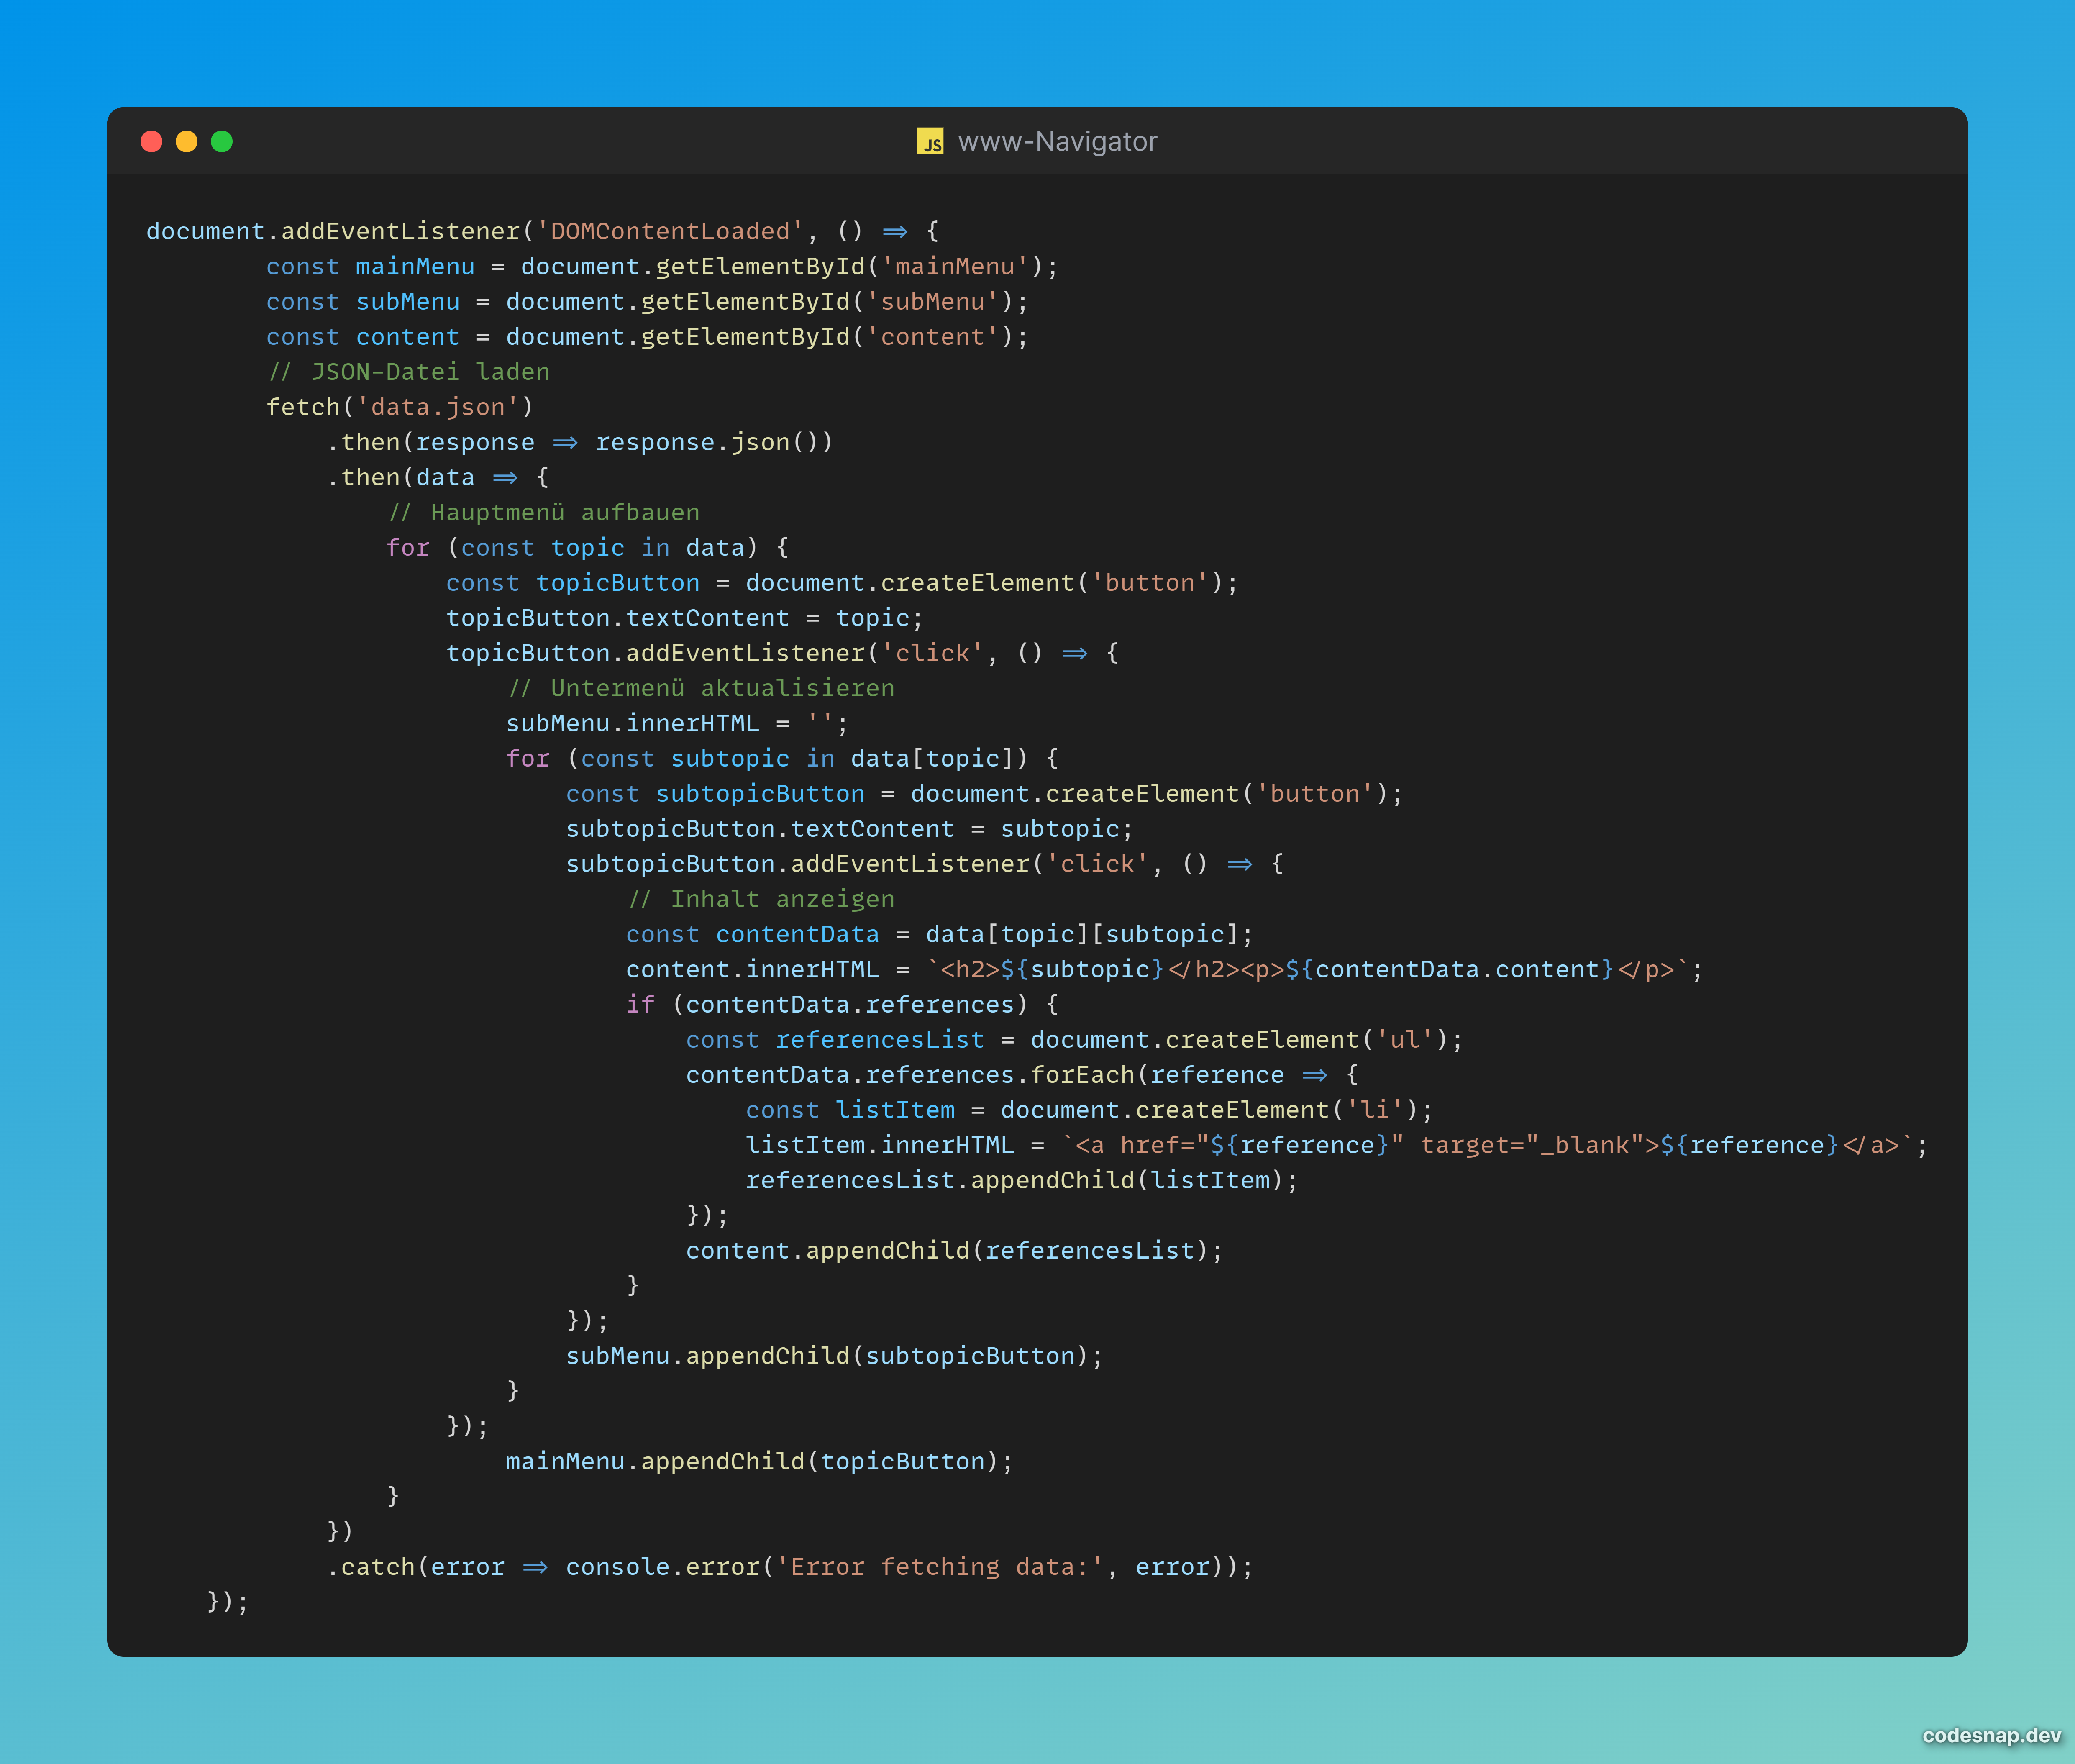 JS www-Navigator
document.addEventListener('DOMContentLoaded', () => {
        const mainMenu = document.getElementById('mainMenu');
        const subMenu = document.getElementById('subMenu');
        const content = document.getElementById('content');
        // JSON-Datei laden
        fetch('data.json')
            .then(response => response.json())
            .then(data => {
                // Hauptmenü aufbauen
                for (const topic in data) {
                    const topicButton = document.createElement('button');
                    topicButton.textContent = topic;
                    topicButton.addEventListener('click', () => {
                        // Untermenü aktualisieren
                        subMenu.innerHTML = '';
                        for (const subtopic in data[topic]) {
                            const subtopicButton = document.createElement('button');
                            subtopicButton.textContent = subtopic;
                            subtopicButton.addEventListener('click', () => {
                                // Inhalt anzeigen
                                const contentData = data[topic][subtopic];
                                content.innerHTML = `<h2>${subtopic}</h2><p>${contentData.content}</p>`;
                                if (contentData.references) {
                                    const referencesList = document.createElement('ul');
                                    contentData.references.forEach(reference => {
                                        const listItem = document.createElement('li');
                                        listItem.innerHTML = `<a href="${reference}" target="_blank">${reference}</a>`;
                                        referencesList.appendChild(listItem);
                                    });
                                    content.appendChild(referencesList);
                                }
                            });
                            subMenu.appendChild(subtopicButton);
                        }
                    });
                        mainMenu.appendChild(topicButton);
                }
            })
            .catch(error => console.error('Error fetching data:', error));
    });
codesnap.dev